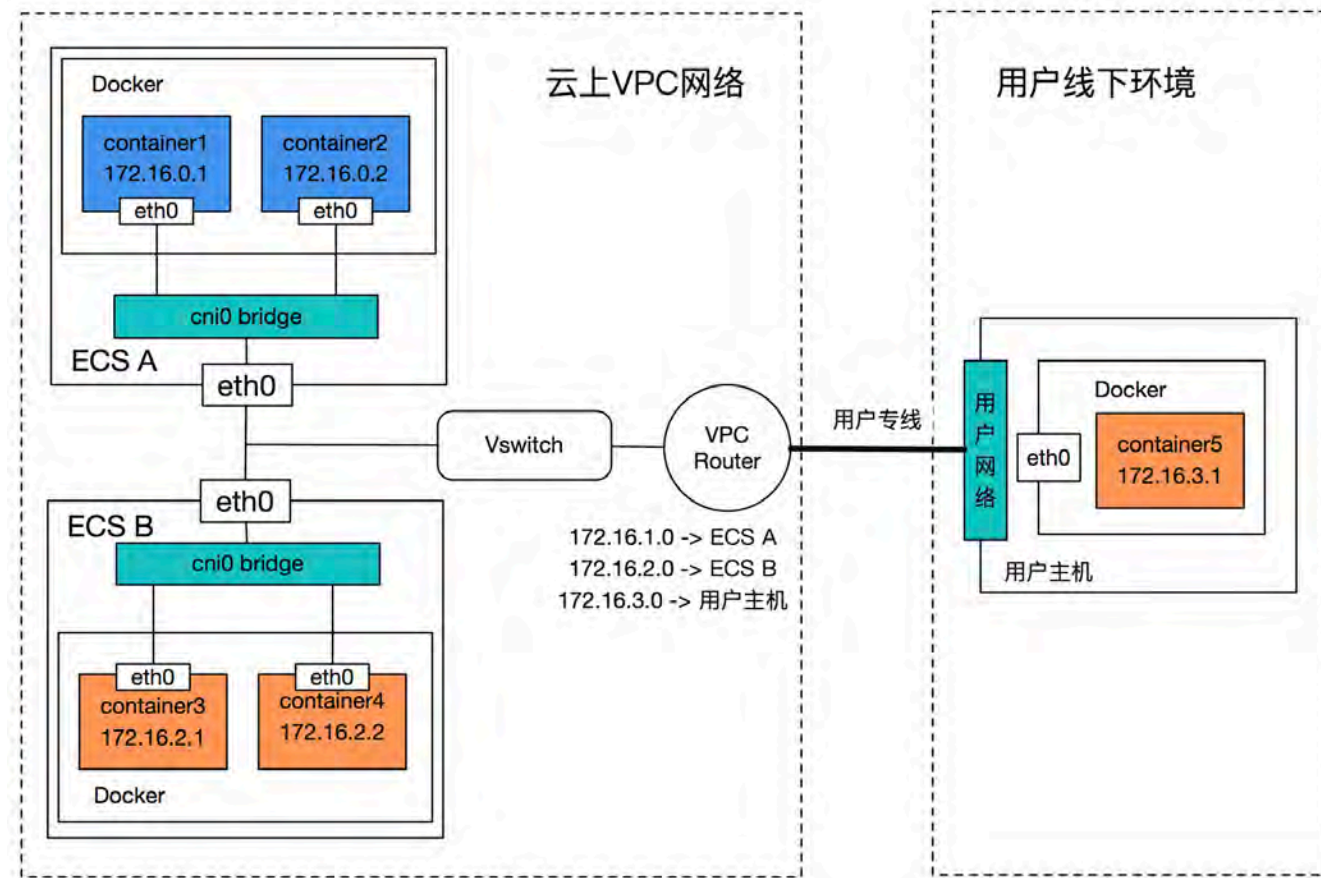 云上VPC网络
Docker
container1
172.16.0.1
eth0
container2
172.16.0.2
eth0
cni0 bridge
ECS A
eth0
Vswitch
VPC
Router
172.16.1.0 -> ECS A
172.16.2.0 -> ECS B
172.16.3.0 -> 用户主机
eth0
ECS B
cni0 bridge
eth0
container3
172.16.2.1
eth0
container4
172.16.2.2
Docker
用户专线
用户线下环境
用户网络
eth0
Docker
container5
172.16.3.1
用户主机